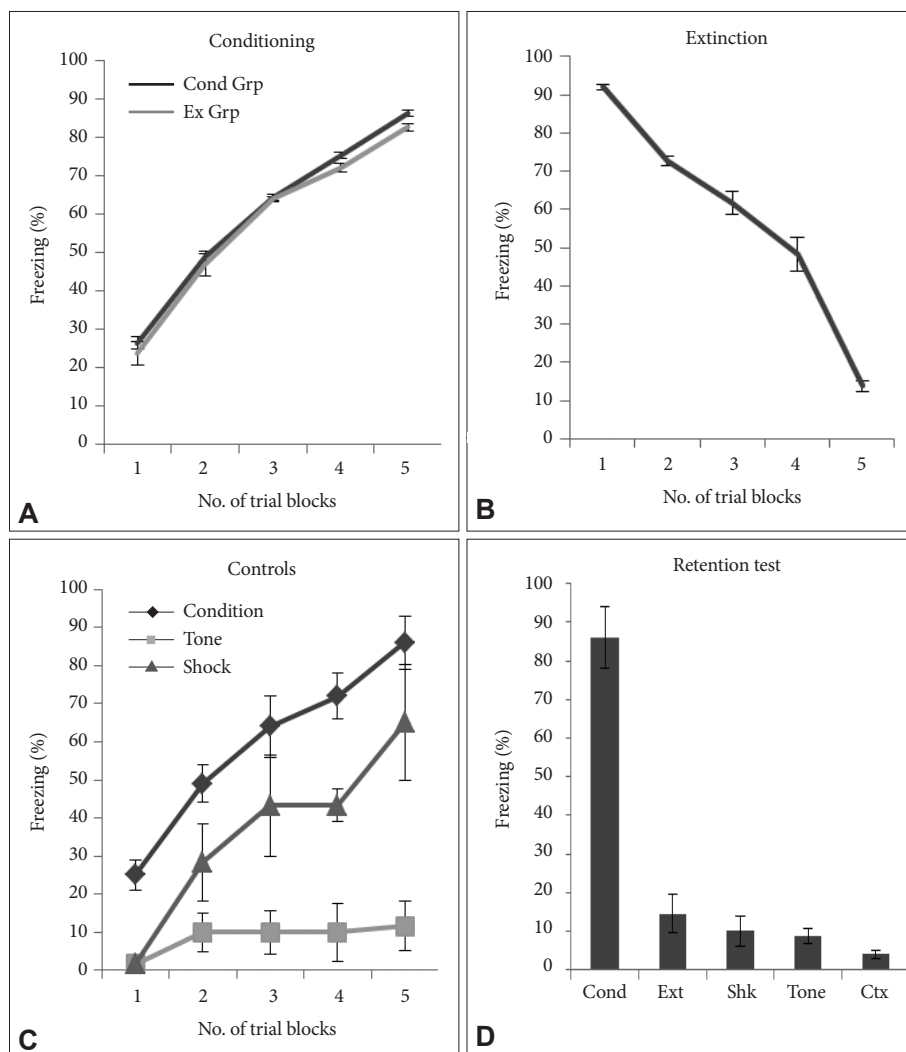 Conditioning
100
90
80
70
60
50
40
30
20
10
0
Freezing (%)
Cond Grp
Ex Grp
1 2 3 4 5
No. of trial blocks
A
Extinction
100
90
80
70
60
50
40
30
20
10
0
Freezing (%)
1 2 3 4 5
No. of trial blocks
B
Controls
100
90
80
70
60
50
40
30
20
10
0
Freezing (%)
Condition
Tone
Shock
1 2 3 4 5
No. of trial blocks
C
Retention test
100
90
80
70
60
50
40
30
20
10
0
Freezing (%)
Cond Ext Shk Tone Ctx
D